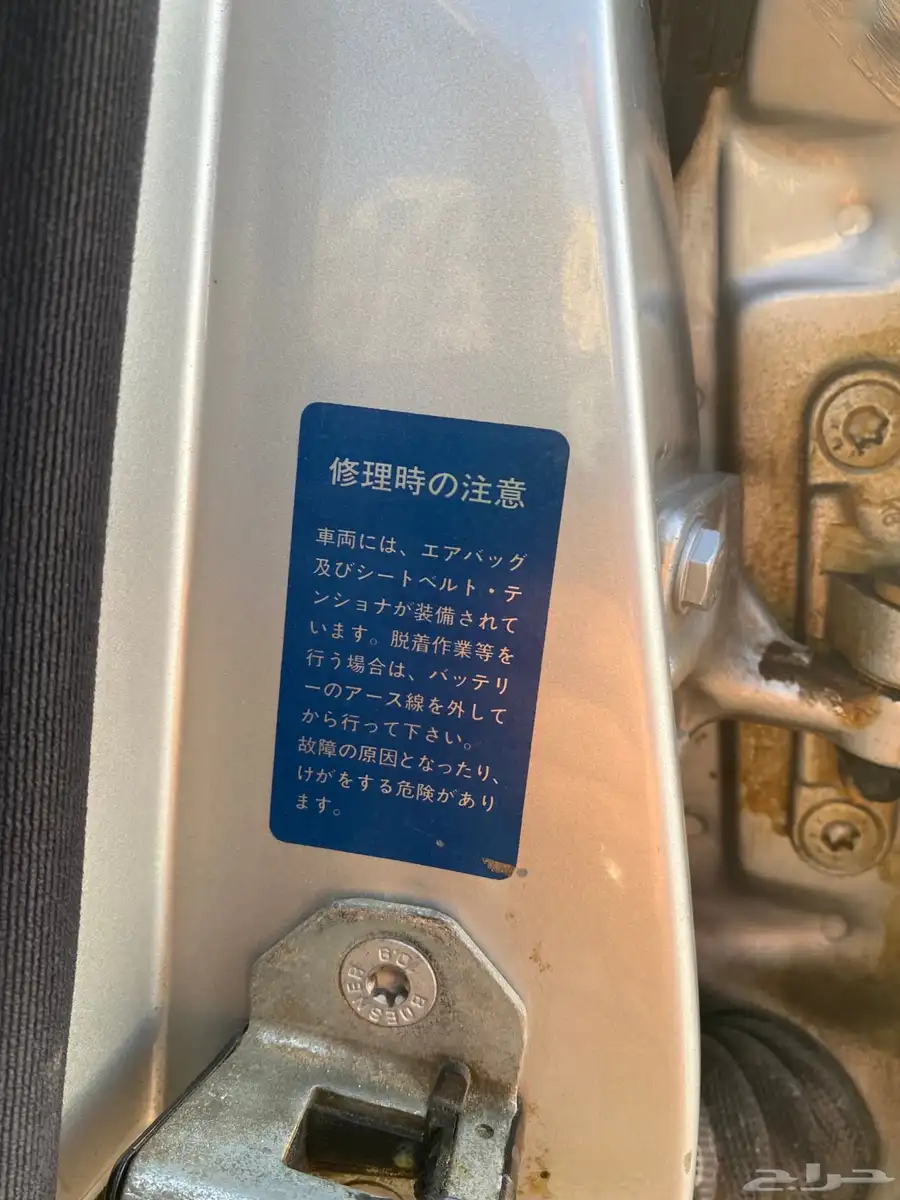 修理時の注意
車両には、エアバッグ
及びシートベルト・テ
ンショナが装備されて
います。脱着作業等を
行う場合は、バッテリ
ーのアース線を外して
から行って下さい。
故障の原因となったり、
けがをする危険があり
ます。
BOESNER
حراج